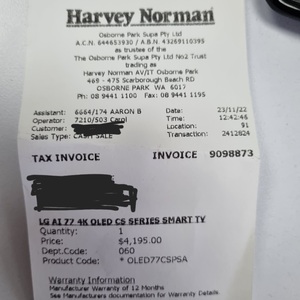 Harvey Norman
Osborne Park Supa Pty Ltd
A.C.N. 644653930 / A.B.N. 43269110395
as trustee of the
The Osborne Park Supa Pty Ltd No2 Trust
trading as
Harvey Norman AV/IT Osborne Park
469 - 475 Scarborough Beach RD
OSBORNE PARK WA 6017
Ph 08 9441 1100 Fax 08 9441 1195
Assistant: 6664/174 AARON B Date: 23/11/22
Operator: 7210/503 Carol Time: 12:42:46
Customer: Location: 91
Sales Type: CASH SALE Transaction: 2412624
TAX INVOICE INVOICE 9098873
LG AI 77 4K OLED CS SERIES SMART TV
Quantity: 1
Price: $4,195.00
Dept.Code: 060
Product Code: * OLED77CSPSA
Warranty Information
Manufacturer Warranty of 12 Months
See Manufacturers documentation for Warranty Details.